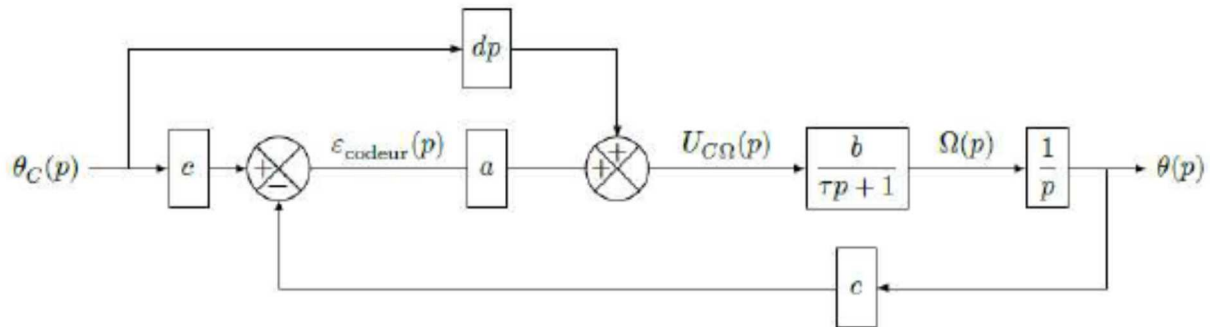 dp
θ_C(p)
c
+
−
ε_codeur(p)
a
+
+
U_CΩ(p)
b
τp + 1
Ω(p)
1
p
θ(p)
c